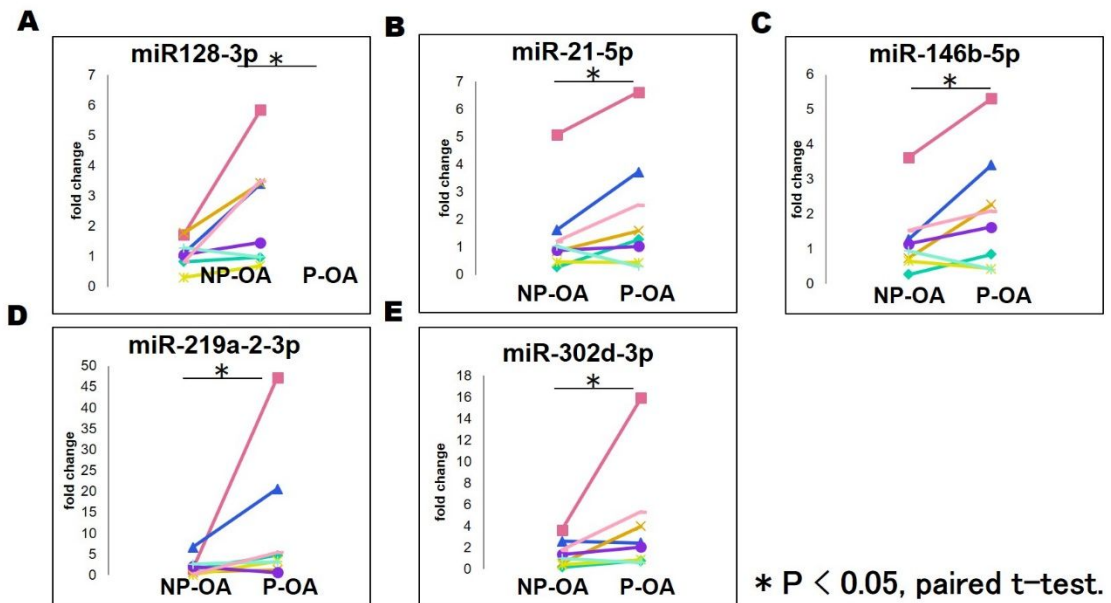 A
miR128-3p
*
fold change
7
6
5
4
3
2
1
0
NP-OA P-OA
B
miR-21-5p
*
fold change
7
6
5
4
3
2
1
0
NP-OA P-OA
C
miR-146b-5p
*
fold change
6
5
4
3
2
1
0
NP-OA P-OA
D
miR-219a-2-3p
*
fold change
50
45
40
35
30
25
20
15
10
5
0
NP-OA P-OA
E
miR-302d-3p
*
fold change
18
16
14
12
10
8
6
4
2
0
NP-OA P-OA
* P < 0.05, paired t-test.